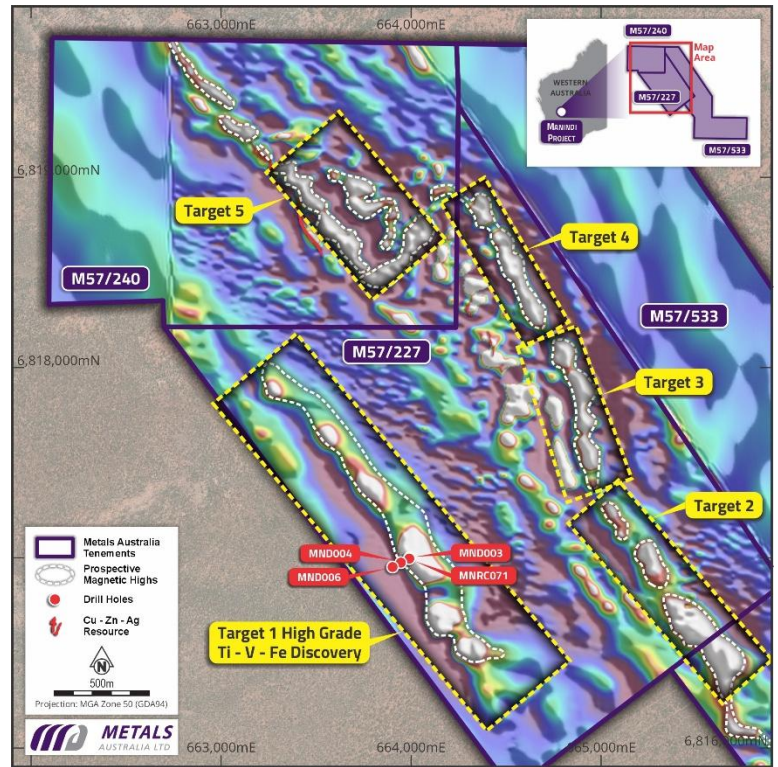 663,000mE
664,000mE
M57/240
Map
Area
WESTERN
AUSTRALIA
M57/227
MANINDI
PROJECT
M57/533
6,819,000mN
Target 5
Target 4
M57/240
M57/533
M57/227
6,818,000mN
Target 3
Target 2
MND004
MND003
MND006
MNRC071
Target 1 High Grade
Ti - V - Fe Discovery
Metals Australia
Tenements
Prospective
Magnetic Highs
Drill Holes
Cu - Zn - Ag
Resource
N
500m
Projection: MGA Zone 50 (GDA94)
METALS
AUSTRALIA LTD
663,000mE
664,000mE
665,000mE